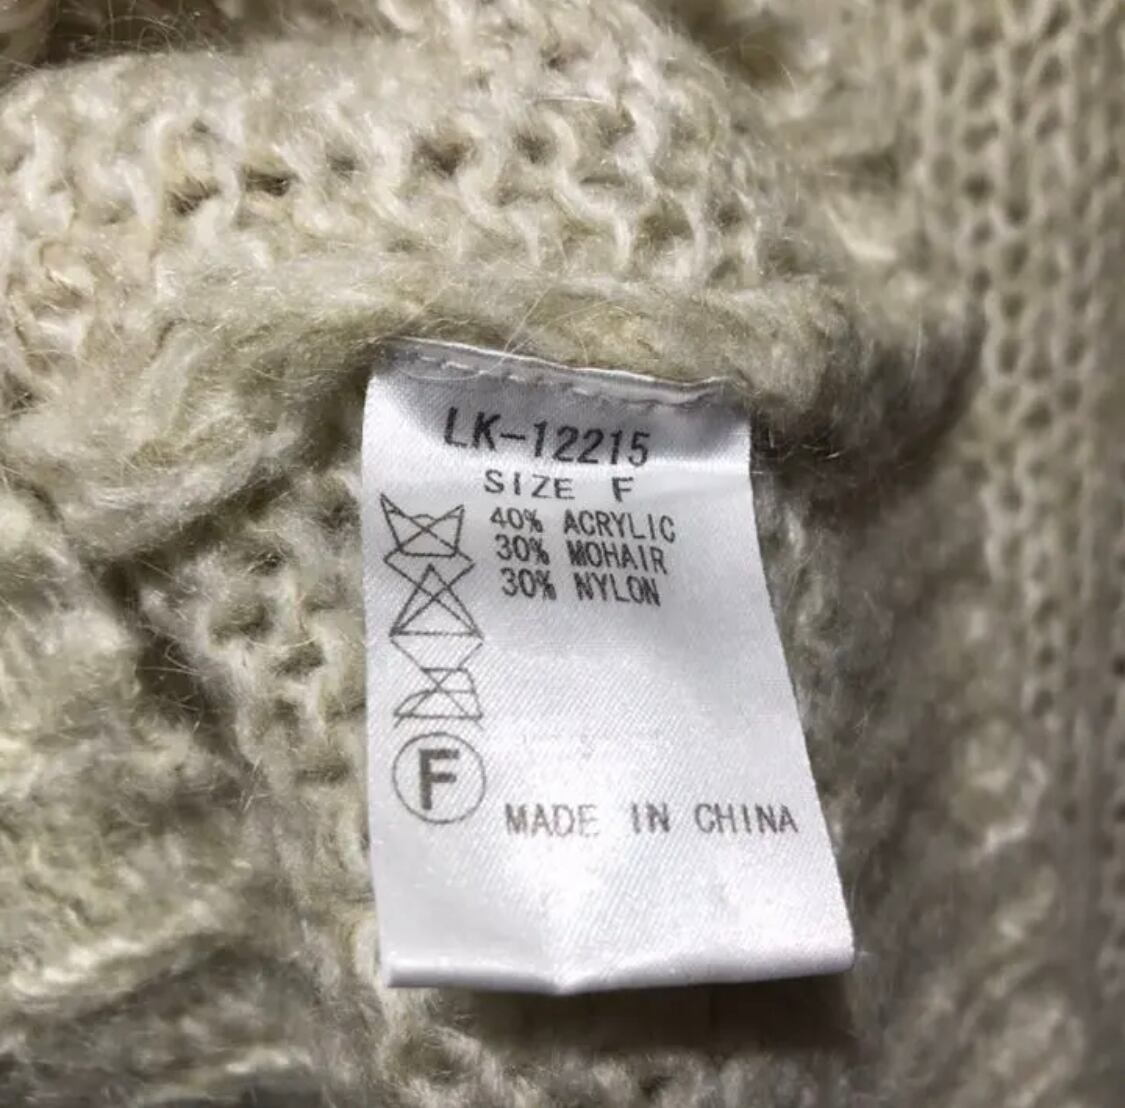 LK-12215
SIZE F
40% ACRYLIC
30% MOHAIR
30% NYLON
F
MADE IN CHINA